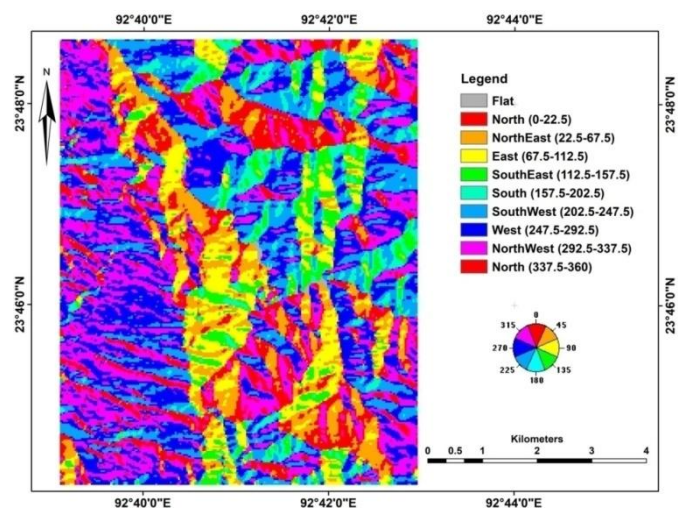 92°40'0"E 92°42'0"E 92°44'0"E
N
23°48'0"N
23°46'0"N
23°48'0"N
23°46'0"N
Legend
Flat
North (0-22.5)
NorthEast (22.5-67.5)
East (67.5-112.5)
SouthEast (112.5-157.5)
South (157.5-202.5)
SouthWest (202.5-247.5)
West (247.5-292.5)
NorthWest (292.5-337.5)
North (337.5-360)
0
315 45
270 90
225 135
180
Kilometers
0 0.5 1 2 3 4
92°40'0"E 92°42'0"E 92°44'0"E